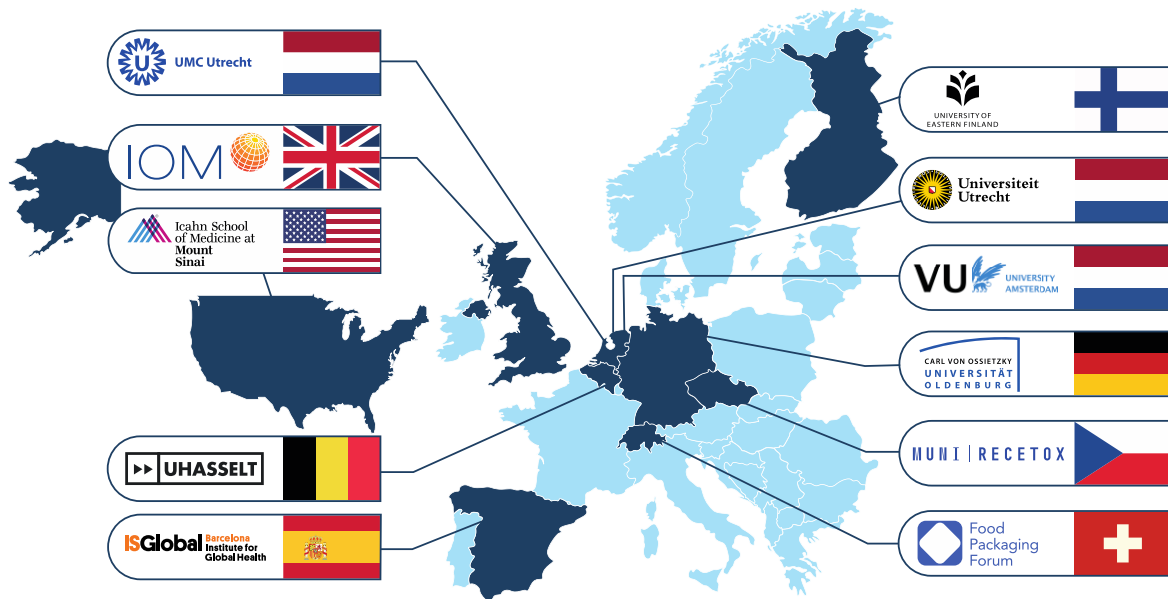 U
UMC Utrecht
IOM
Icahn School
of Medicine at
Mount
Sinai
UHASSELT
ISGlobal Barcelona
Institute for
Global Health
UNIVERSITY OF
EASTERN FINLAND
Universiteit
Utrecht
VU UNIVERSITY
AMSTERDAM
CARL VON OSSIETZKY
UNIVERSITÄT
OLDENBURG
MUNI | RECETOX
Food
Packaging
Forum